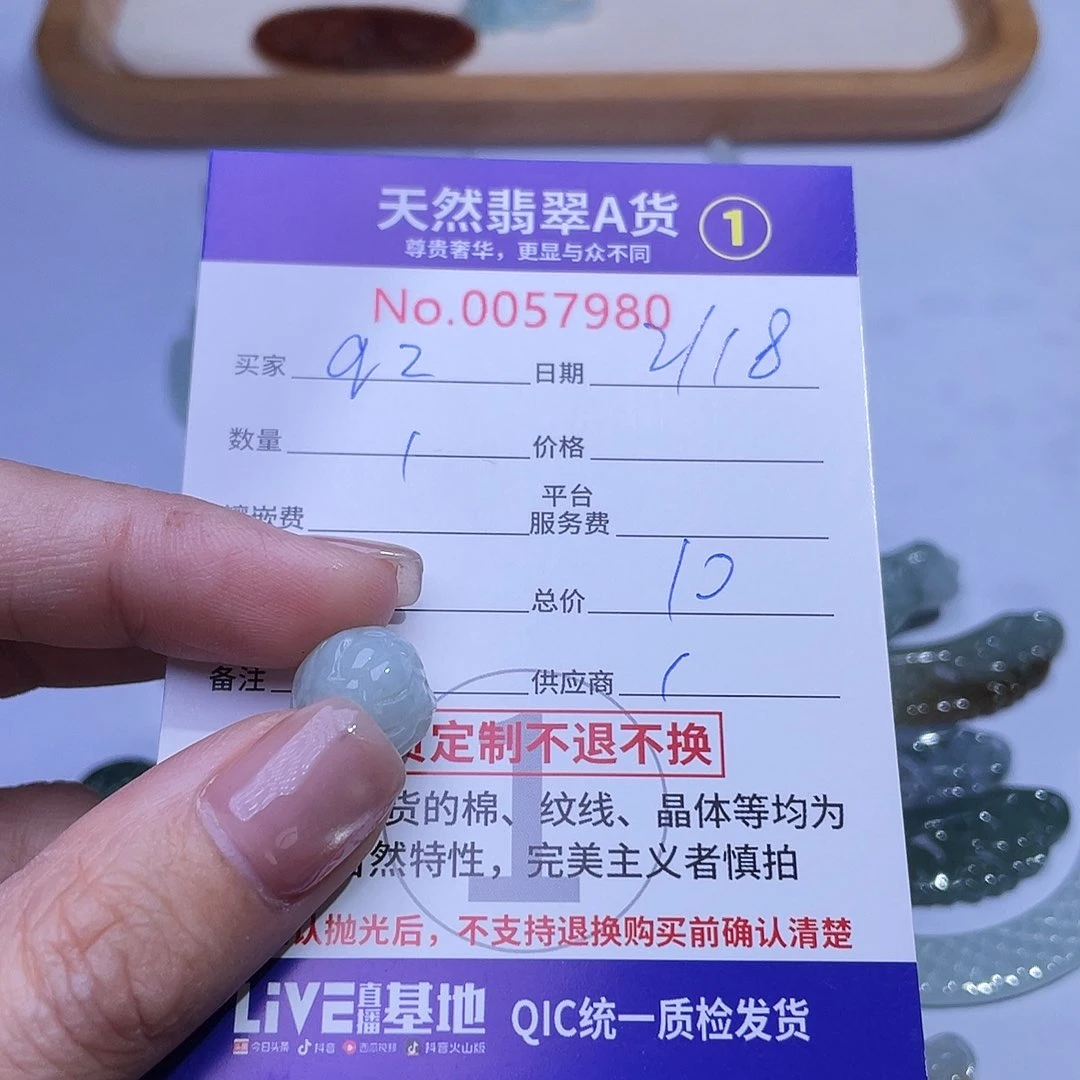 天然翡翠A货 1
尊贵奢华，更显与众不同
No.0057980
买家 q2 日期 2/18
数量 1 价格
镶嵌费 平台服务费
总价 10
备注 供应商
定制不退不换
货的棉、纹线、晶体等均为
然特性，完美主义者慎拍
认抛光后，不支持退换购买前确认清楚
1
LiVE直播基地 QIC统一质检发货
今日头条 抖音 西瓜视频 抖音火山版